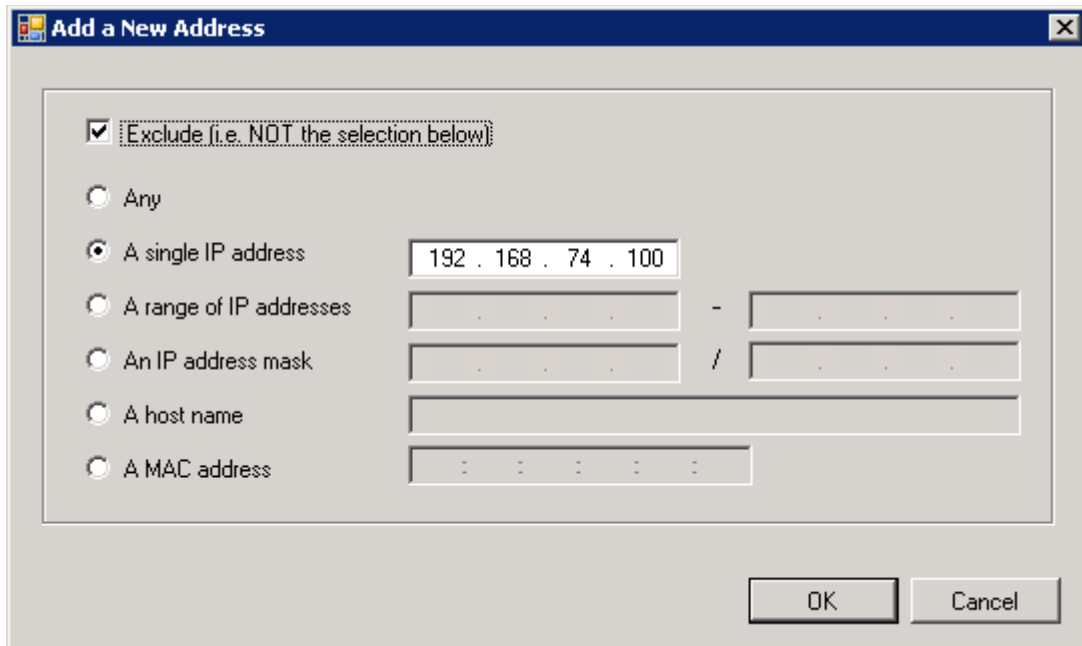 Add a New Address
Exclude (i.e. NOT the selection below)
Any
A single IP address 192 . 168 . 74 . 100
A range of IP addresses . . . - . . .
An IP address mask . . . / . . .
A host name
A MAC address : : : : :
OK Cancel